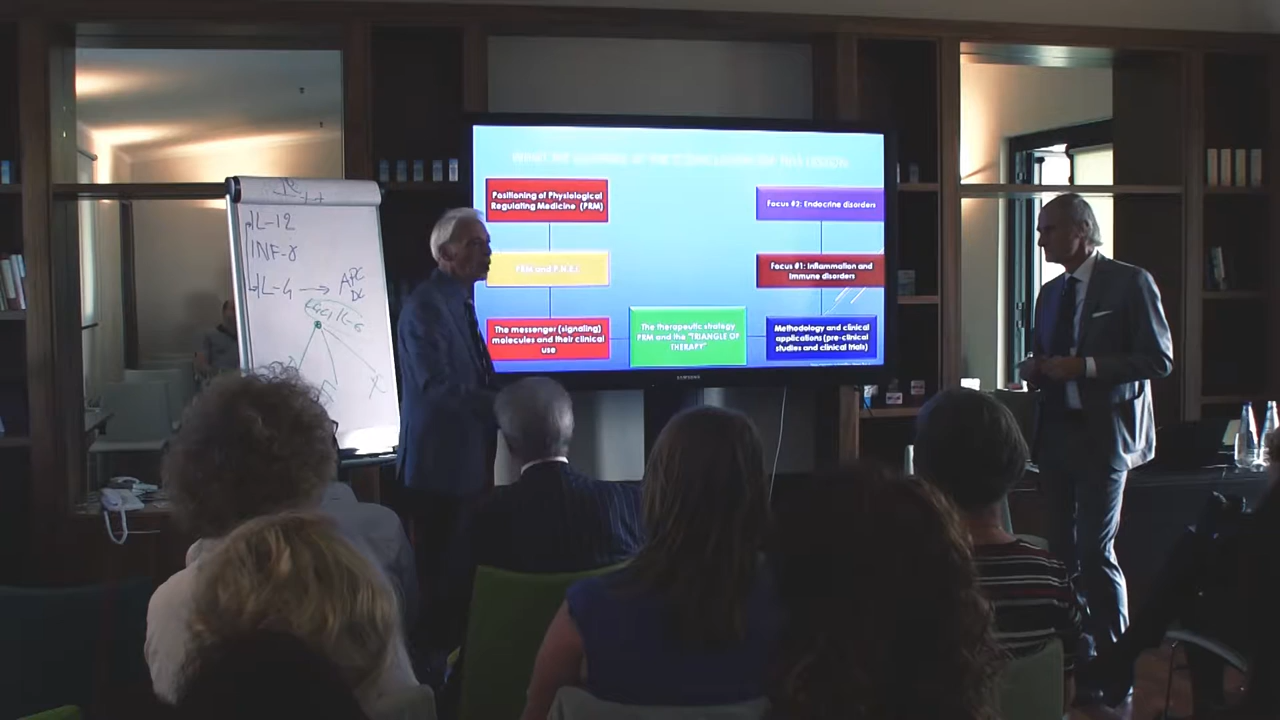 IL-12
INF-γ
IL-4 → APC
DC
Positioning of Physiological
Regulating Medicine (PRM)
PRM and P.N.E.I.
The messenger (signaling)
molecules and their clinical
use
The therapeutic strategy
PRM and the "TRIANGLE OF
THERAPY"
Focus #2: Endocrine disorders
Focus #1: Inflammation and
immune disorders
Methodology and clinical
applications (pre-clinical
studies and clinical trials)
SAMSUNG